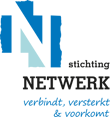 stichting
NETWERK
verbindt, versterkt
& voorkomt